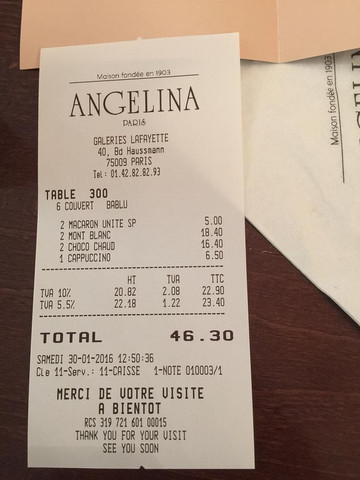 Maison fondée en 1903
ANGELINA
PARIS
GALERIES LAFAYETTE
40, Bd Haussmann
75009 PARIS
Tel: 01.42.82.82.93
TABLE 300
6 COUVERT BABLU
2 MACARON UNITE SP 5.00
2 MONT BLANC 18.40
2 CHOCO CHAUD 16.40
1 CAPPUCCINO 6.50
HT TVA TTC
TVA 10% 20.82 2.08 22.90
TVA 5.5% 22.18 1.22 23.40
TOTAL 46.30
SAMEDI 30-01-2016 12:50:36
Cle 11-Serv.: 11-CAISSE 1-NOTE 010003/1
MERCI DE VOTRE VISITE
A BIENTOT
RCS 319 721 601 00015
THANK YOU FOR YOUR VISIT
SEE YOU SOON
Maison fondée en 1903